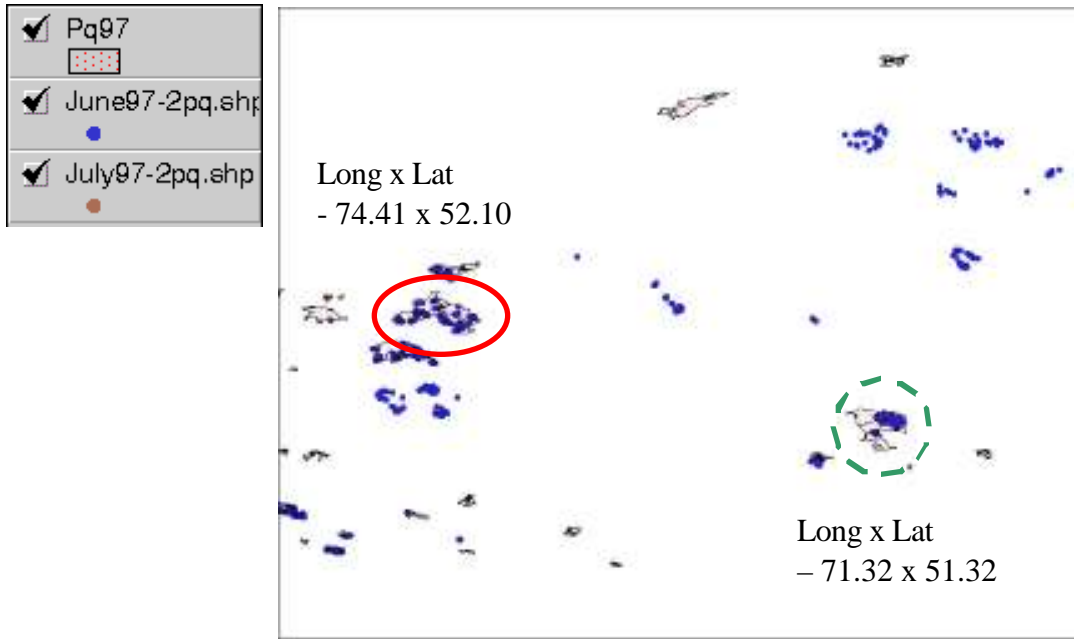 Pq97
June97-2pq.shp
July97-2pq.shp
Long x Lat
- 74.41 x 52.10
Long x Lat
– 71.32 x 51.32